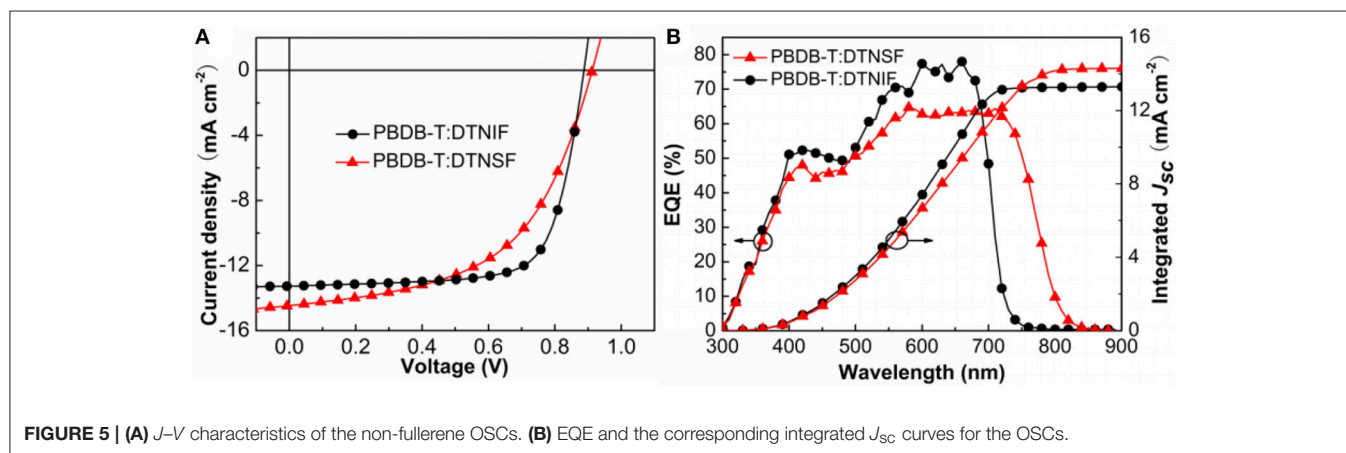 A
0
-4
-8
-12
-16
Current density (mA cm⁻²)
PBDB-T:DTNIF
PBDB-T:DTNSF
0.0 0.2 0.4 0.6 0.8 1.0
Voltage (V)
B
80
70
60
50
40
30
20
10
0
EQE (%)
PBDB-T:DTNSF
PBDB-T:DTNIF
16
12
8
4
0
Integrated Jsc (mA cm⁻²)
300 400 500 600 700 800 900
Wavelength (nm)
FIGURE 5 | (A) J–V characteristics of the non-fullerene OSCs. (B) EQE and the corresponding integrated JSC curves for the OSCs.